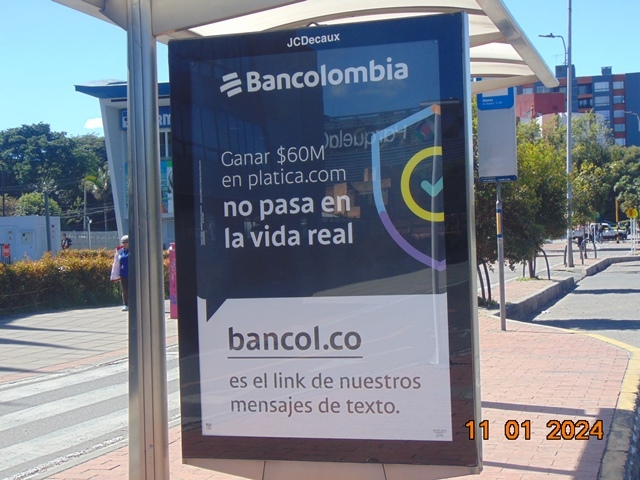 JCDecaux
Bancolombia
Ganar $60M
en platica.com
no pasa en
la vida real
bancol.co
es el link de nuestros
mensajes de texto.
11 01 2024